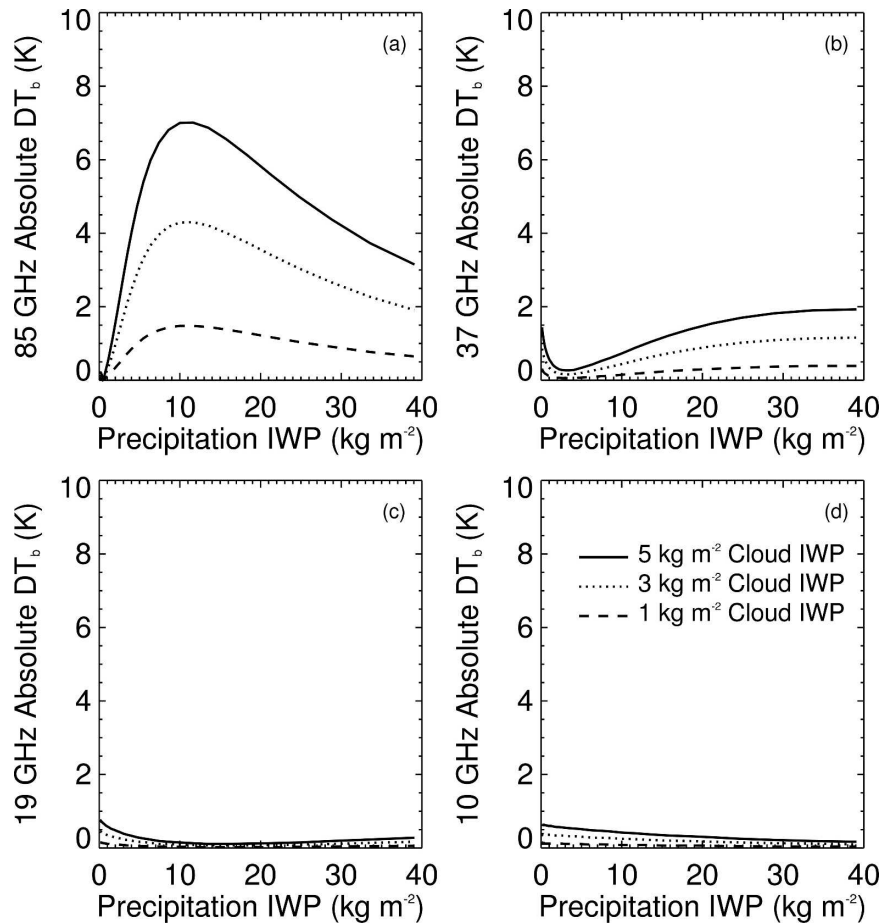 (a)
85 GHz Absolute DT_b (K)
10
8
6
4
2
0
0 10 20 30 40
Precipitation IWP (kg m⁻²)
(b)
37 GHz Absolute DT_b (K)
10
8
6
4
2
0
0 10 20 30 40
Precipitation IWP (kg m⁻²)
(c)
19 GHz Absolute DT_b (K)
10
8
6
4
2
0
0 10 20 30 40
Precipitation IWP (kg m⁻²)
(d)
10 GHz Absolute DT_b (K)
10
8
6
4
2
0
5 kg m⁻² Cloud IWP
3 kg m⁻² Cloud IWP
1 kg m⁻² Cloud IWP
0 10 20 30 40
Precipitation IWP (kg m⁻²)